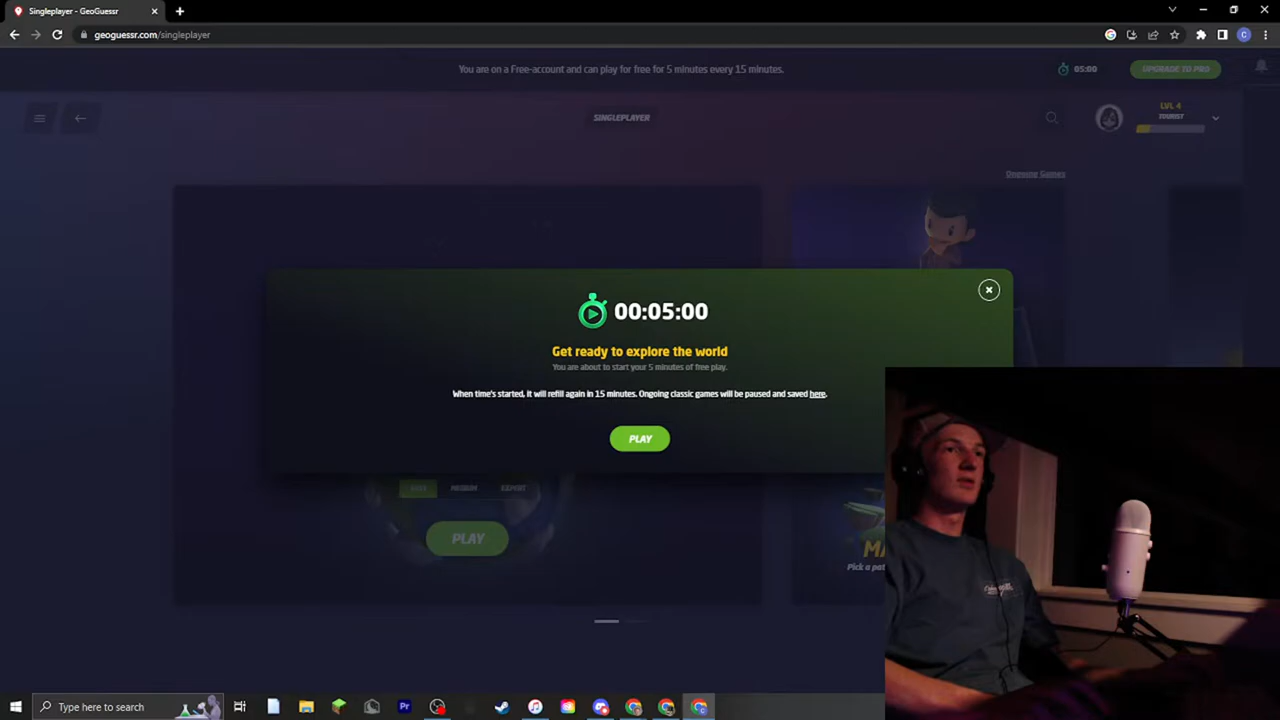 Singleplayer - GeoGuessr
geoguessr.com/singleplayer
C
You are on a Free-account and can play for free for 5 minutes every 15 minutes.
05:00
UPGRADE TO PRO
SINGLEPLAYER
LVL 4
TOURIST
Ongoing Games
00:05:00
Get ready to explore the world
You are about to start your 5 minutes of free play.
When time's started, it will refill again in 15 minutes. Ongoing classic games will be paused and saved here.
PLAY
MEDIUM
EXPERT
PLAY
Pick a
Type here to search
Pr